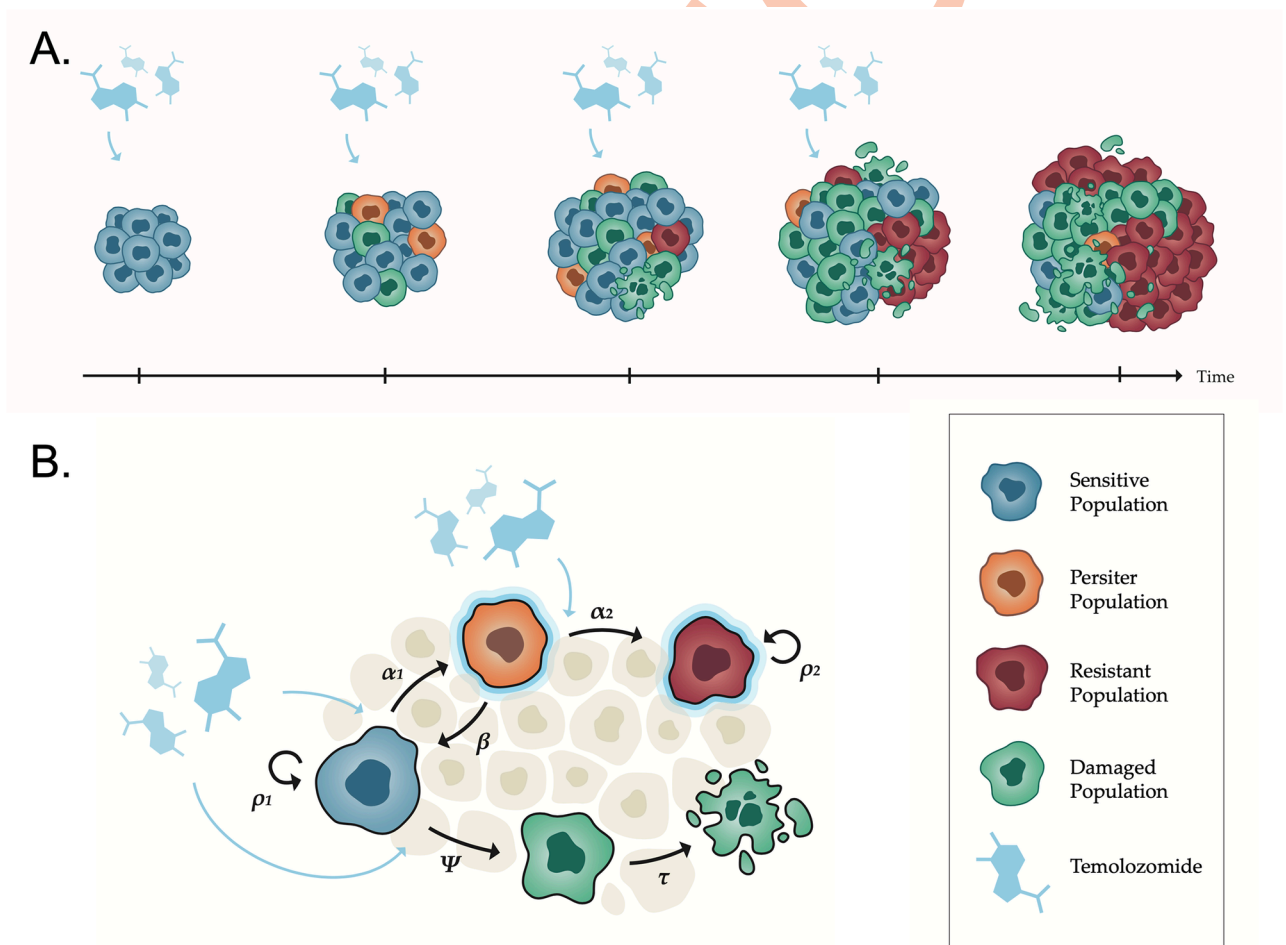 A.
Time
B.
α2
ρ2
α1
β
ρ1
Ψ
τ
Sensitive
Population
Persiter
Population
Resistant
Population
Damaged
Population
Temolozomide